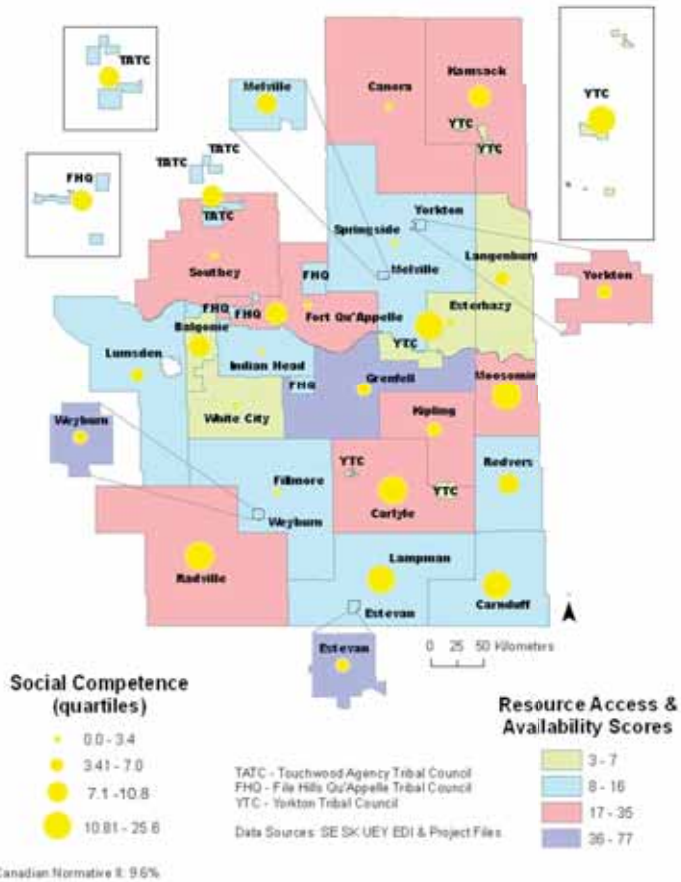 TATC
Melville
Canora
Kamsack
YTC
YTC
YTC
FHQ
TATC
TATC
TATC
Springside
Yorkton
Melville
Langenburg
Yorkton
Southey
FHQ
FHQ
FHQ
Fort Qu'Appelle
Esterhazy
Balgonie
YTC
Lumsden
Indian Head
FHQ
Grenfell
Moosomin
White City
Kipling
Weyburn
YTC
Fillmore
YTC
Redvers
Weyburn
Carlyle
Radville
Lampman
Estevan
Carnduff
Estevan
0 25 50 Kilometers
Social Competence
(quartiles)
0.0 - 3.4
3.41 - 7.0
7.1 - 10.8
10.81 - 25.6
TATC - Touchwood Agency Tribal Council
FHQ - File Hills Qu'Appelle Tribal Council
YTC - Yorkton Tribal Council
Data Sources: SE SK UEY EDI & Project Files
Resource Access &
Availability Scores
3 - 7
8 - 16
17 - 35
36 - 77
Canadian Normative II: 9.6%